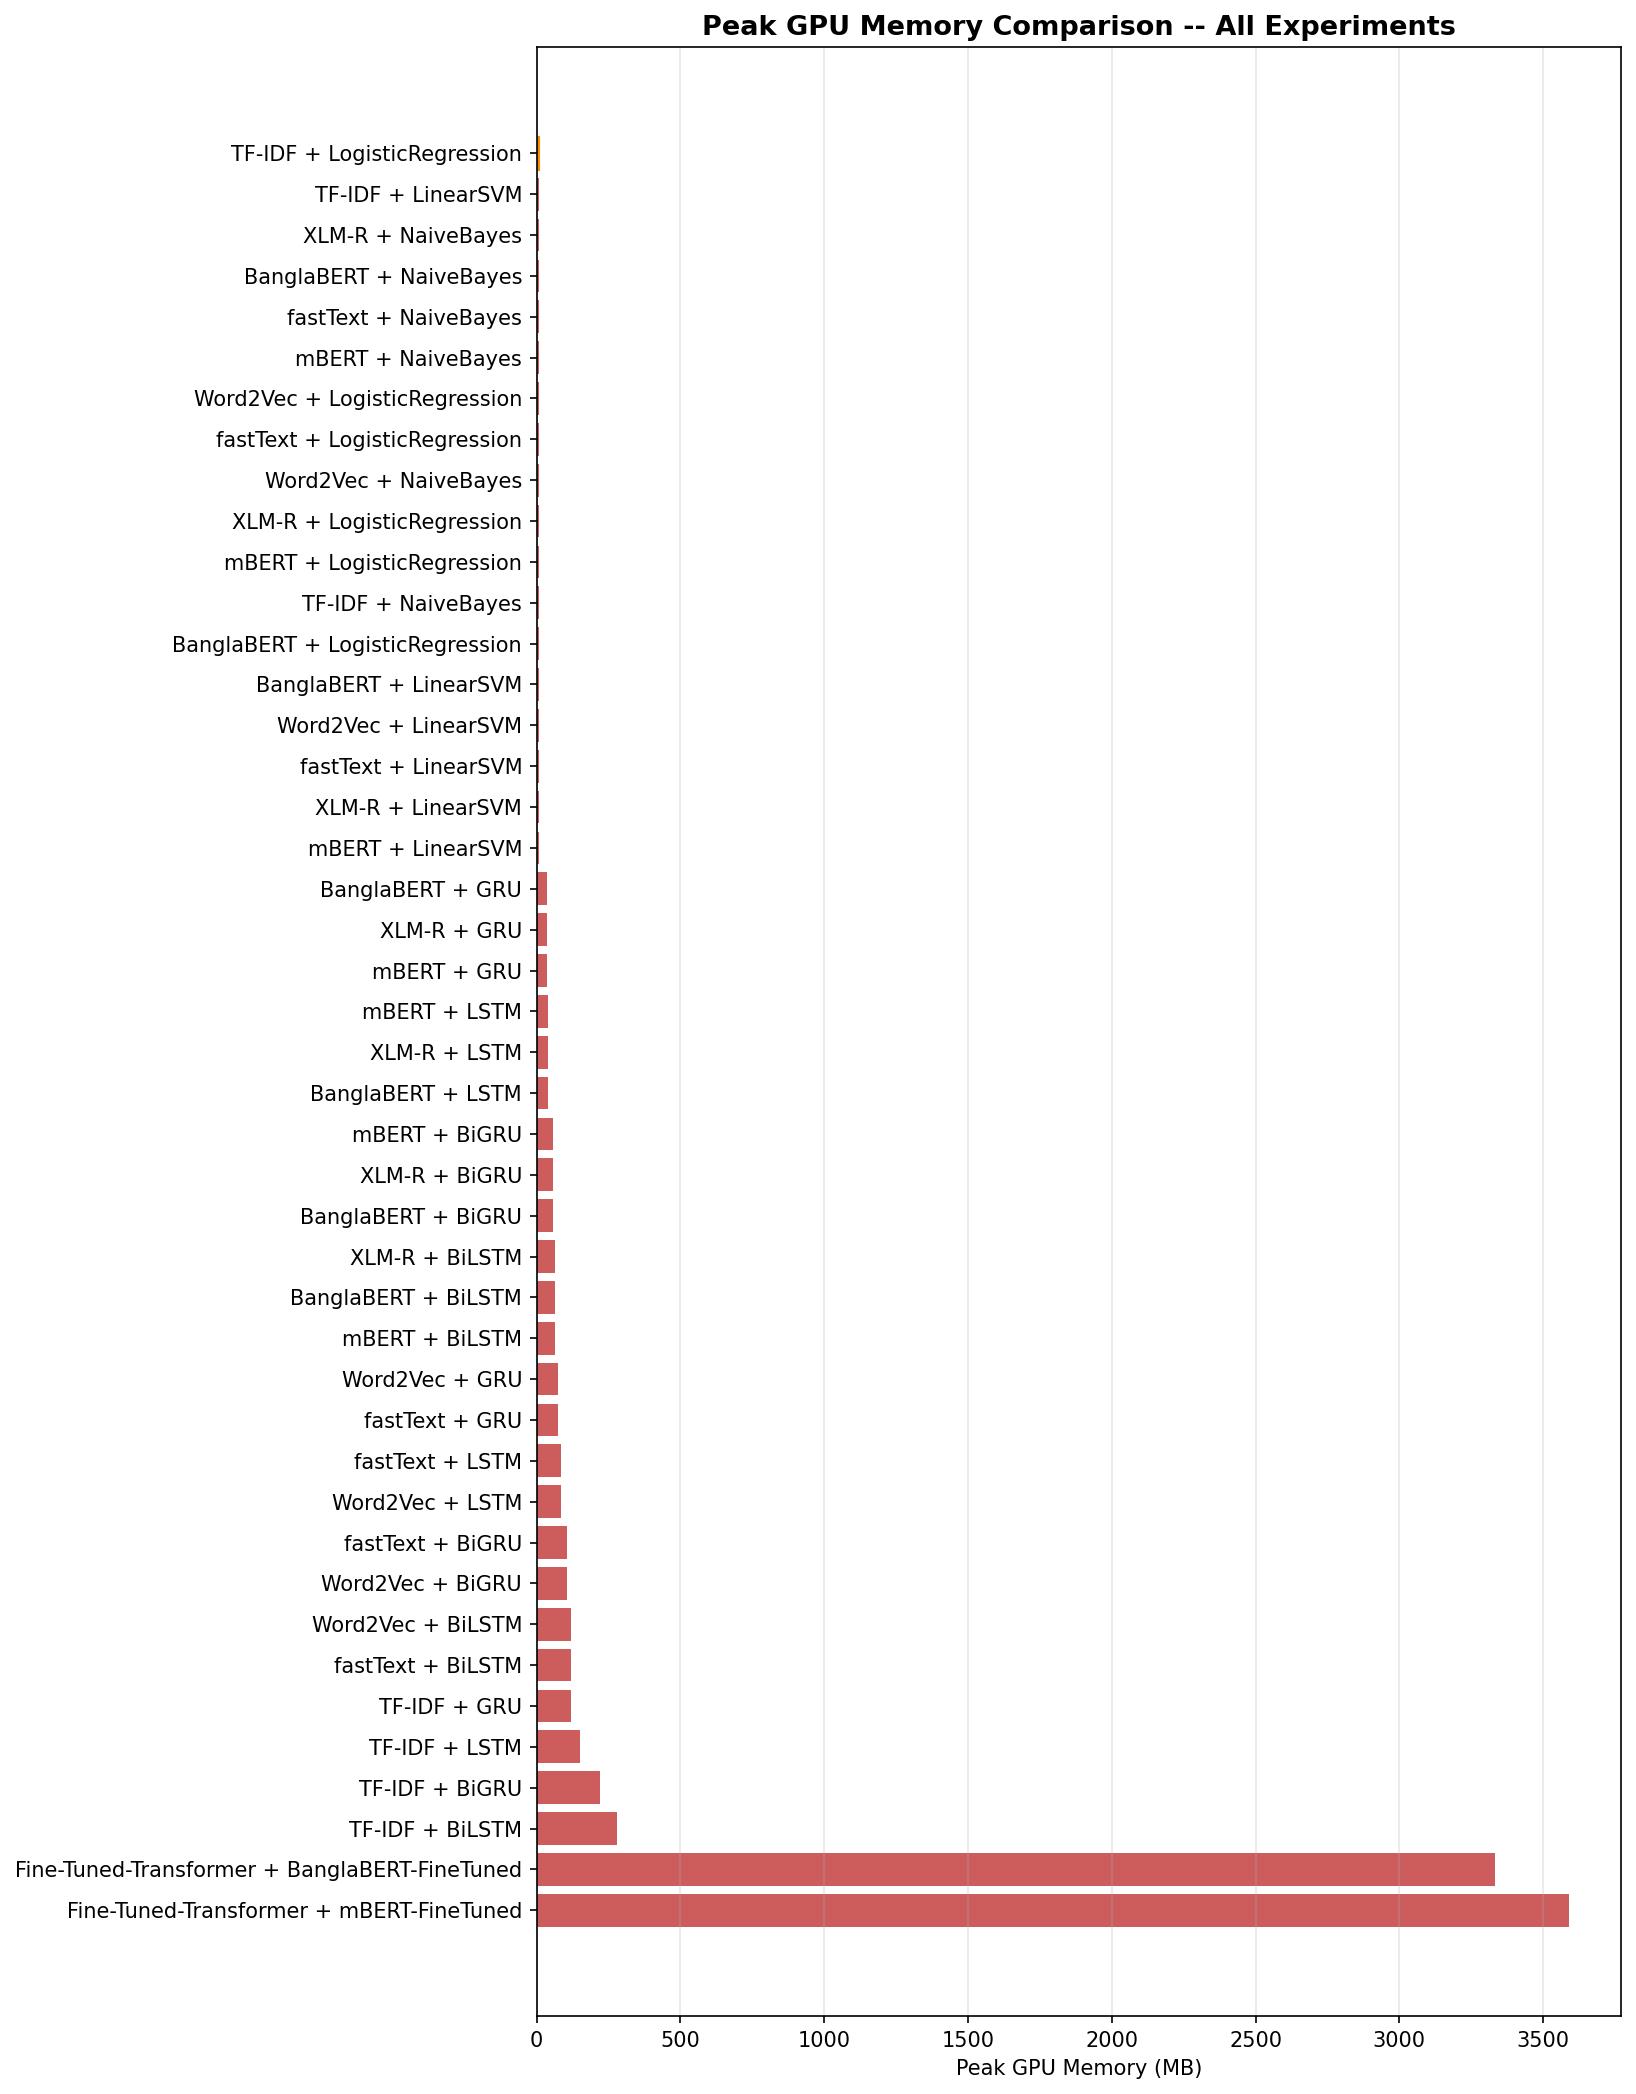 Peak GPU Memory Comparison -- All Experiments
TF-IDF + LogisticRegression
TF-IDF + LinearSVM
XLM-R + NaiveBayes
BanglaBERT + NaiveBayes
fastText + NaiveBayes
mBERT + NaiveBayes
Word2Vec + LogisticRegression
fastText + LogisticRegression
Word2Vec + NaiveBayes
XLM-R + LogisticRegression
mBERT + LogisticRegression
TF-IDF + NaiveBayes
BanglaBERT + LogisticRegression
BanglaBERT + LinearSVM
Word2Vec + LinearSVM
fastText + LinearSVM
XLM-R + LinearSVM
mBERT + LinearSVM
BanglaBERT + GRU
XLM-R + GRU
mBERT + GRU
mBERT + LSTM
XLM-R + LSTM
BanglaBERT + LSTM
mBERT + BiGRU
XLM-R + BiGRU
BanglaBERT + BiGRU
XLM-R + BiLSTM
BanglaBERT + BiLSTM
mBERT + BiLSTM
Word2Vec + GRU
fastText + GRU
fastText + LSTM
Word2Vec + LSTM
fastText + BiGRU
Word2Vec + BiGRU
Word2Vec + BiLSTM
fastText + BiLSTM
TF-IDF + GRU
TF-IDF + LSTM
TF-IDF + BiGRU
TF-IDF + BiLSTM
Fine-Tuned-Transformer + BanglaBERT-FineTuned
Fine-Tuned-Transformer + mBERT-FineTuned
0 500 1000 1500 2000 2500 3000 3500
Peak GPU Memory (MB)